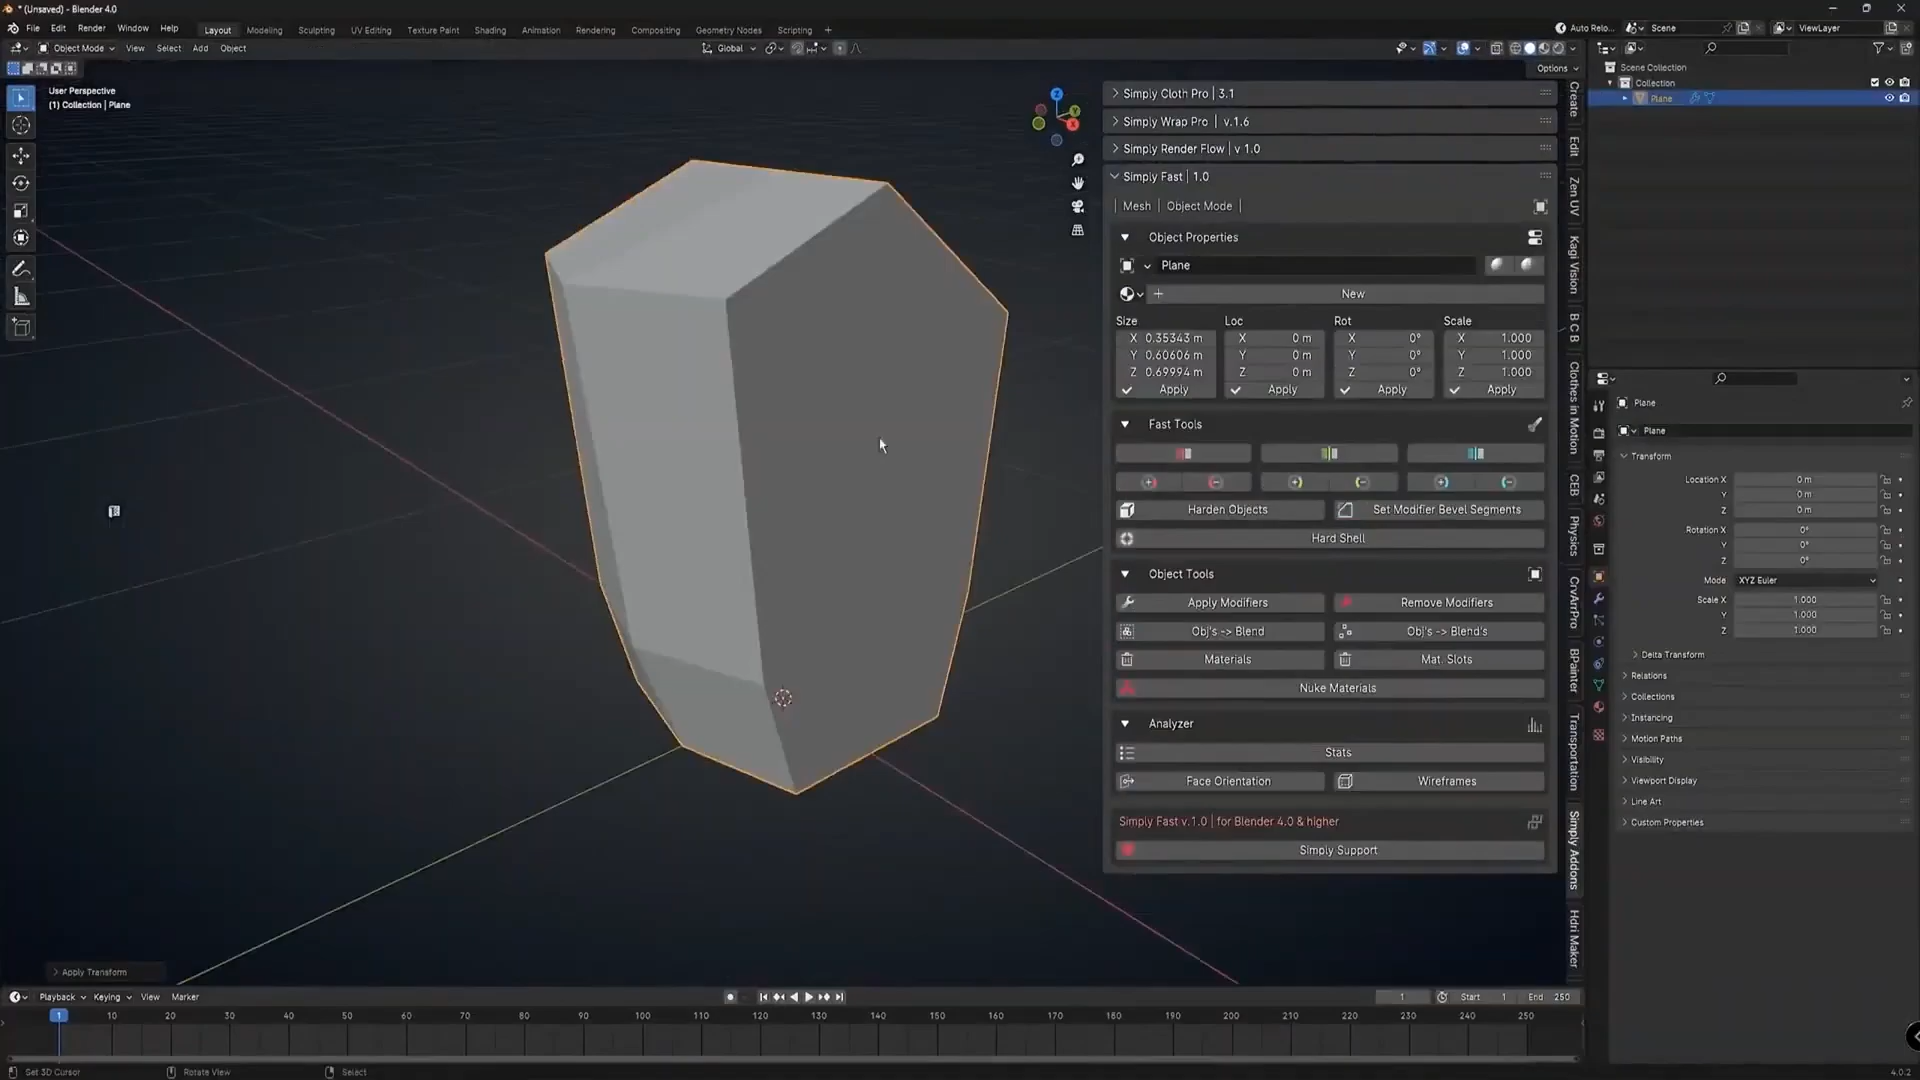 * (Unsaved) - Blender 4.0
File Edit Render Window Help
Layout Modeling Sculpting UV Editing Texture Paint Shading Animation Rendering Compositing Geometry Nodes Scripting +
Auto Relo... Scene ViewLayer
Object Mode View Select Add Object
Global
Options
User Perspective
(1) Collection | Plane
Z
Y
X
Simply Cloth Pro | 3.1
Simply Wrap Pro | v.1.6
Simply Render Flow | v 1.0
Simply Fast | 1.0
| Mesh | Object Mode |
Object Properties
Plane
New
Size Loc Rot Scale
X 0.35343 m X 0 m X 0° X 1.000
Y 0.60606 m Y 0 m Y 0° Y 1.000
Z 0.69994 m Z 0 m Z 0° Z 1.000
Apply Apply Apply Apply
Fast Tools
Harden Objects Set Modifier Bevel Segments
Hard Shell
Object Tools
Apply Modifiers Remove Modifiers
Obj's -> Blend Obj's -> Blend's
Materials Mat. Slots
Nuke Materials
Analyzer
Stats
Face Orientation Wireframes
Simply Fast v.1.0 | for Blender 4.0 & higher
Simply Support
Create
Edit
Zen UV
Kagi Vision
B C B
Clothes in Motion
CEB
Physics
CrvArrPro
BPainter
Transportation
Simply Addons
Hdri Maker
Scene Collection
Collection
Plane
Plane
Plane
Transform
Location X 0 m
Y 0 m
Z 0 m
Rotation X 0°
Y 0°
Z 0°
Mode XYZ Euler
Scale X 1.000
Y 1.000
Z 1.000
Delta Transform
Relations
Collections
Instancing
Motion Paths
Visibility
Viewport Display
Line Art
Custom Properties
Apply Transform
Playback Keying View Marker
1 Start 1 End 250
1 10 20 30 40 50 60 70 80 90 100 110 120 130 140 150 160 170 180 190 200 210 220 230 240 250
Set 3D Cursor Rotate View Select
4.0.2